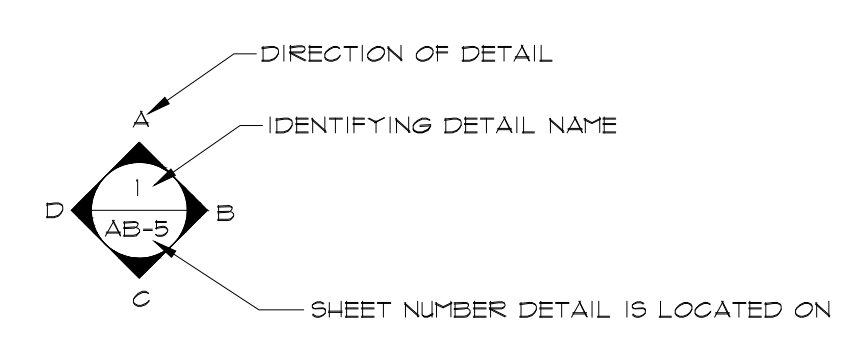 DIRECTION OF DETAIL
A
IDENTIFYING DETAIL NAME
1
D
B
AB-5
C
SHEET NUMBER DETAIL IS LOCATED ON